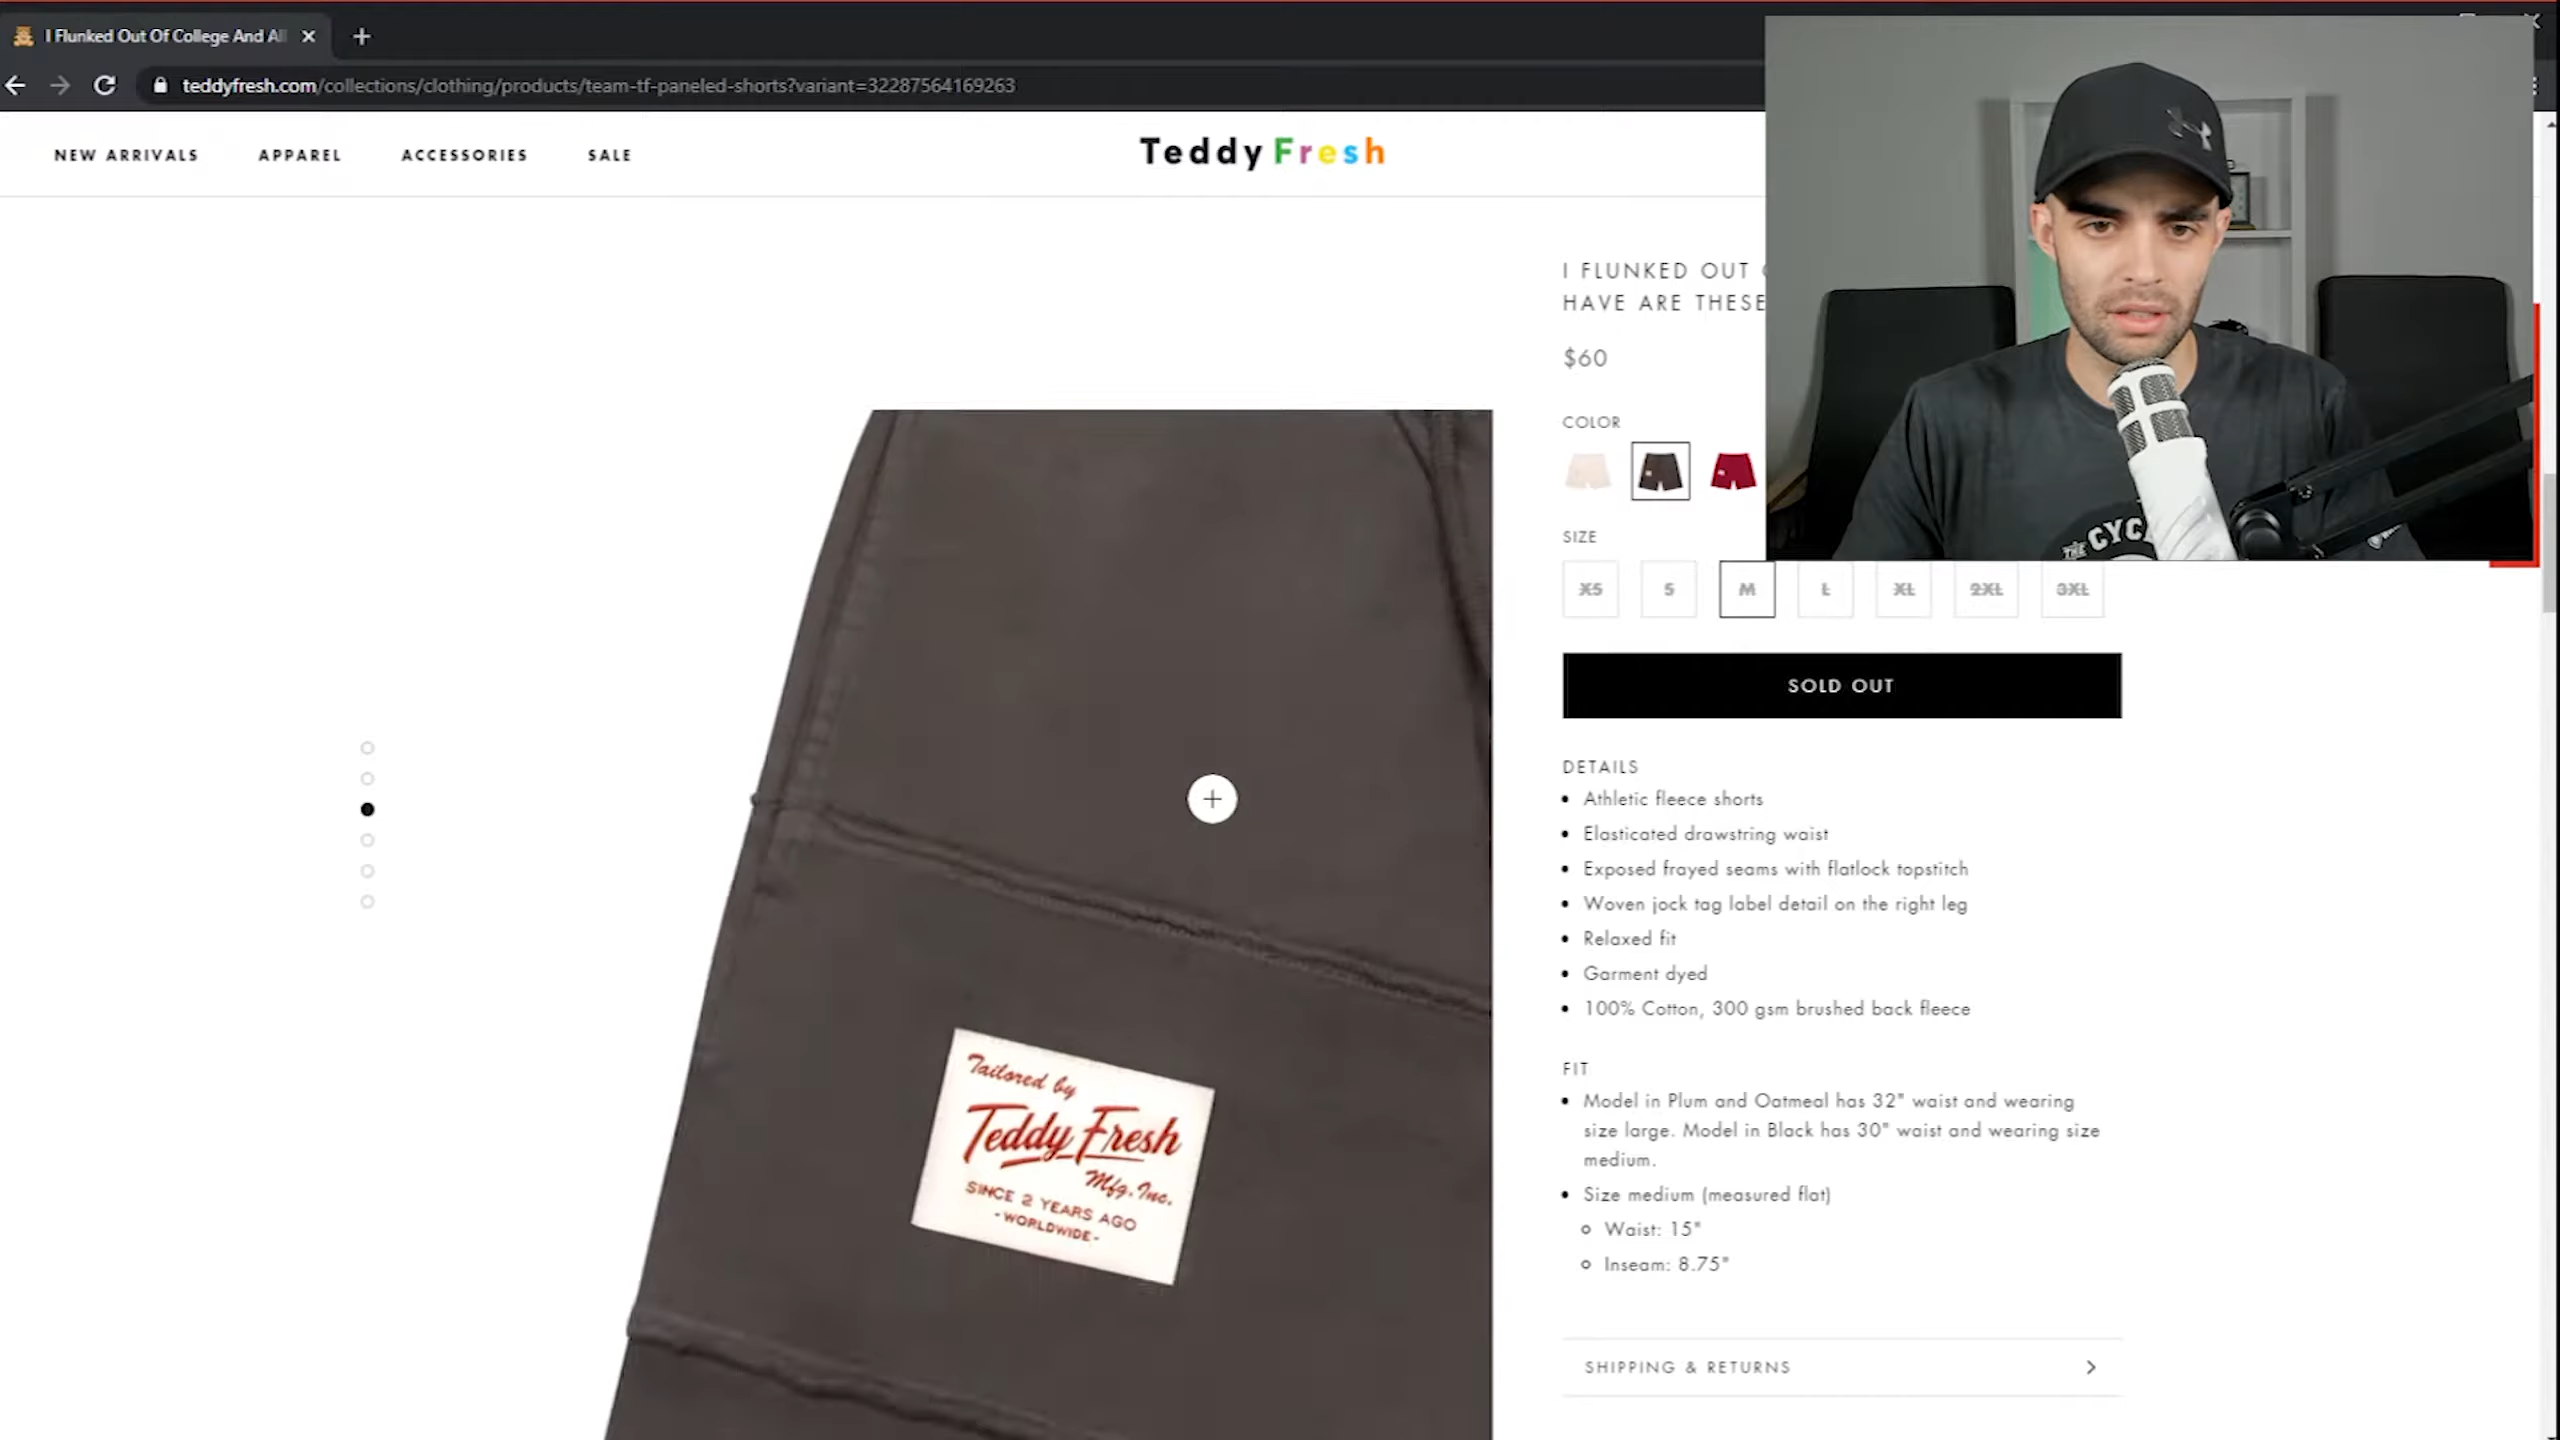 I Flunked Out Of College And All
teddyfresh.com/collections/clothing/products/team-tf-paneled-shorts?variant=32287564169263
NEW ARRIVALS APPAREL ACCESSORIES SALE
Teddy Fresh
I FLUNKED OUT
HAVE ARE THESE
$60
COLOR
SIZE
XS S M L XL 2XL 3XL
SOLD OUT
DETAILS
• Athletic fleece shorts
• Elasticated drawstring waist
• Exposed frayed seams with flatlock topstitch
• Woven jock tag label detail on the right leg
• Relaxed fit
• Garment dyed
• 100% Cotton, 300 gsm brushed back fleece
FIT
• Model in Plum and Oatmeal has 32" waist and wearing
size large. Model in Black has 30" waist and wearing size
medium.
• Size medium (measured flat)
Waist: 15"
Inseam: 8.75"
SHIPPING & RETURNS
Tailored by
Teddy Fresh
Mfg. Inc.
SINCE 2 YEARS AGO
-WORLDWIDE-
THE CYC